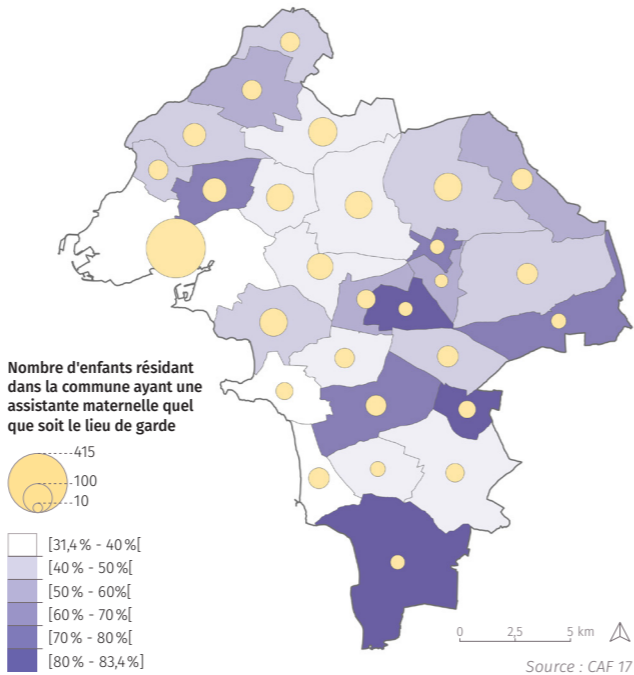 Nombre d'enfants résidant
dans la commune ayant une
assistante maternelle quel
que soit le lieu de garde
415
100
10
[31,4 % - 40 %[
[40 % - 50 %[
[50 % - 60%[
[60 % - 70 %[
[70 % - 80 %[
[80 % - 83,4 %]
0 2,5 5 km
Source : CAF 17